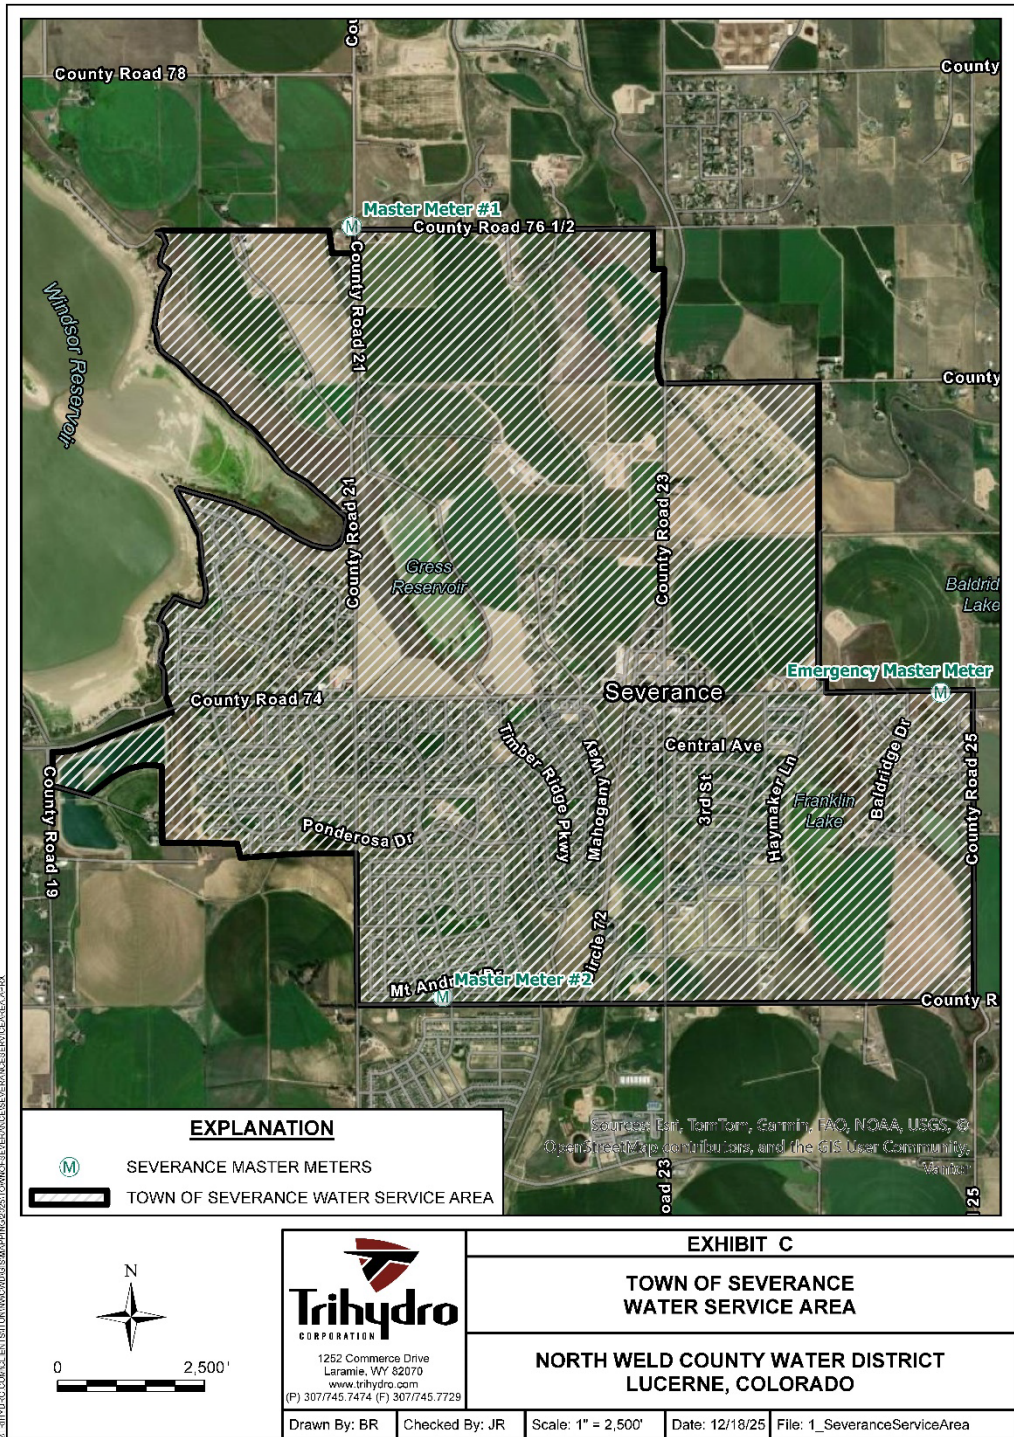 County Road 78
Cou
County
Master Meter #1
M
County Road 76 1/2
County Road 21
Windsor Reservoir
County
County Road 21
County Road 23
Gress
Reservoir
Baldrid
Lake
Emergency Master Meter
M
Severance
County Road 74
Central Ave
Timber Ridge Pkwy
Mahogany Way
3rd St
Haymaker Ln
Franklin
Lake
Baldridge Dr
County Road 25
County Road 19
Ponderosa Dr
ircle 72
Mt Andr
Master Meter #2
M
County R
Sources: Esri, TomTom, Garmin, FAO, NOAA, USGS, ©
OpenStreetMap contributors, and the GIS User Community,
Vantor
oad 23
25
EXPLANATION
M SEVERANCE MASTER METERS
TOWN OF SEVERANCE WATER SERVICE AREA
N
0 2,500'
Trihydro
CORPORATION
1252 Commerce Drive
Laramie, WY 82070
www.trihydro.com
(P) 307/745.7474 (F) 307/745.7729
EXHIBIT C
TOWN OF SEVERANCE
WATER SERVICE AREA
NORTH WELD COUNTY WATER DISTRICT
LUCERNE, COLORADO
Drawn By: BR Checked By: JR Scale: 1" = 2,500' Date: 12/18/25 File: 1_SeveranceServiceArea